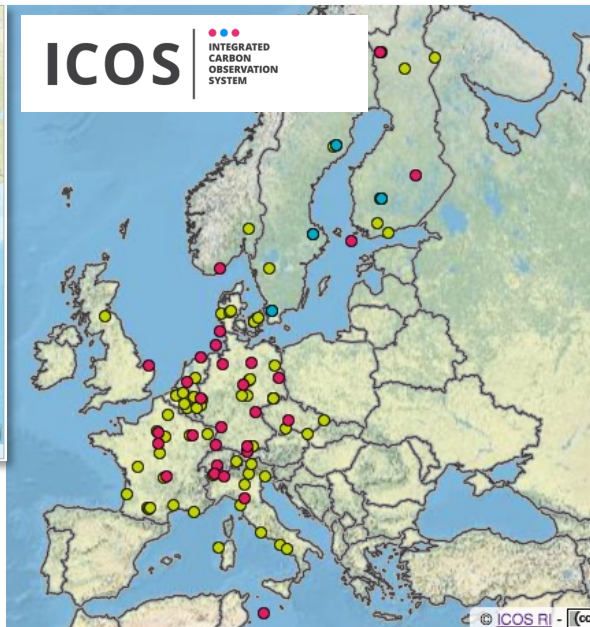 ICOS
INTEGRATED
CARBON
OBSERVATION
SYSTEM
© ICOS RI -